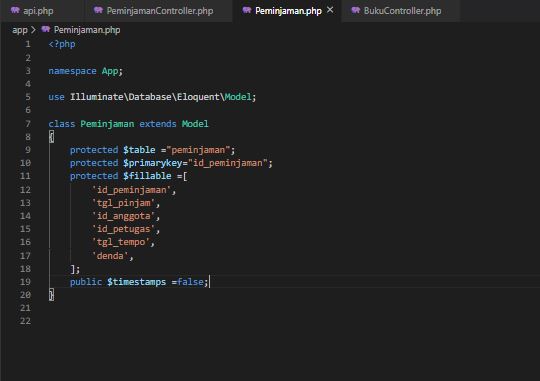 api.php PeminjamanController.php Peminjaman.php × BukuController.php
app > Peminjaman.php
1 <?php
2
3 namespace App;
4
5 use Illuminate\Database\Eloquent\Model;
6
7 class Peminjaman extends Model
8 {
9 protected $table ="peminjaman";
10 protected $primarykey="id_peminjaman";
11 protected $fillable =[
12 'id_peminjaman',
13 'tgl_pinjam',
14 'id_anggota',
15 'id_petugas',
16 'tgl_tempo',
17 'denda',
18 ];
19 public $timestamps =false;
20 }
21
22